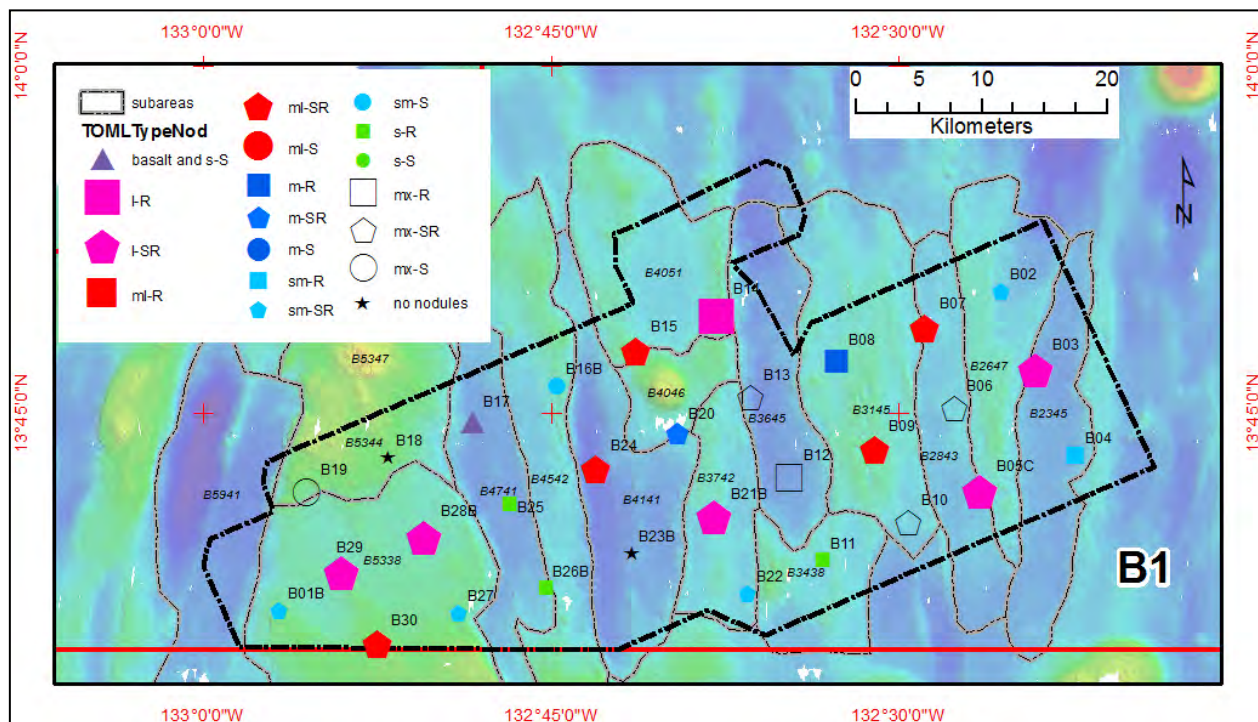 133°0'0"W 132°45'0"W 132°30'0"W
14°0'0"N 14°0'0"N
0 5 10 20
Kilometers
N
subareas
TOMLTypeNod
basalt and s-S
l-R
l-SR
ml-R
ml-SR
ml-S
m-R
m-SR
m-S
sm-R
sm-SR
sm-S
s-R
s-S
mx-R
mx-SR
mx-S
no nodules
B4051
B02
B14
B07
B15
B08
B03
B5347
B16B
B13
B2647
B4046
B06
13°45'0"N 13°45'0"N
B17
B20
B3645
B3145
B2345
B5344
B18
B24
B09
B04
B19
B12
B2843
B05C
B5941
B4741
B4542
B4141
B3742
B21B
B10
B25
B28B
B23B
B29
B5338
B11
B3438
B26B
B22
B1
B01B
B27
B30
133°0'0"W 132°45'0"W 132°30'0"W